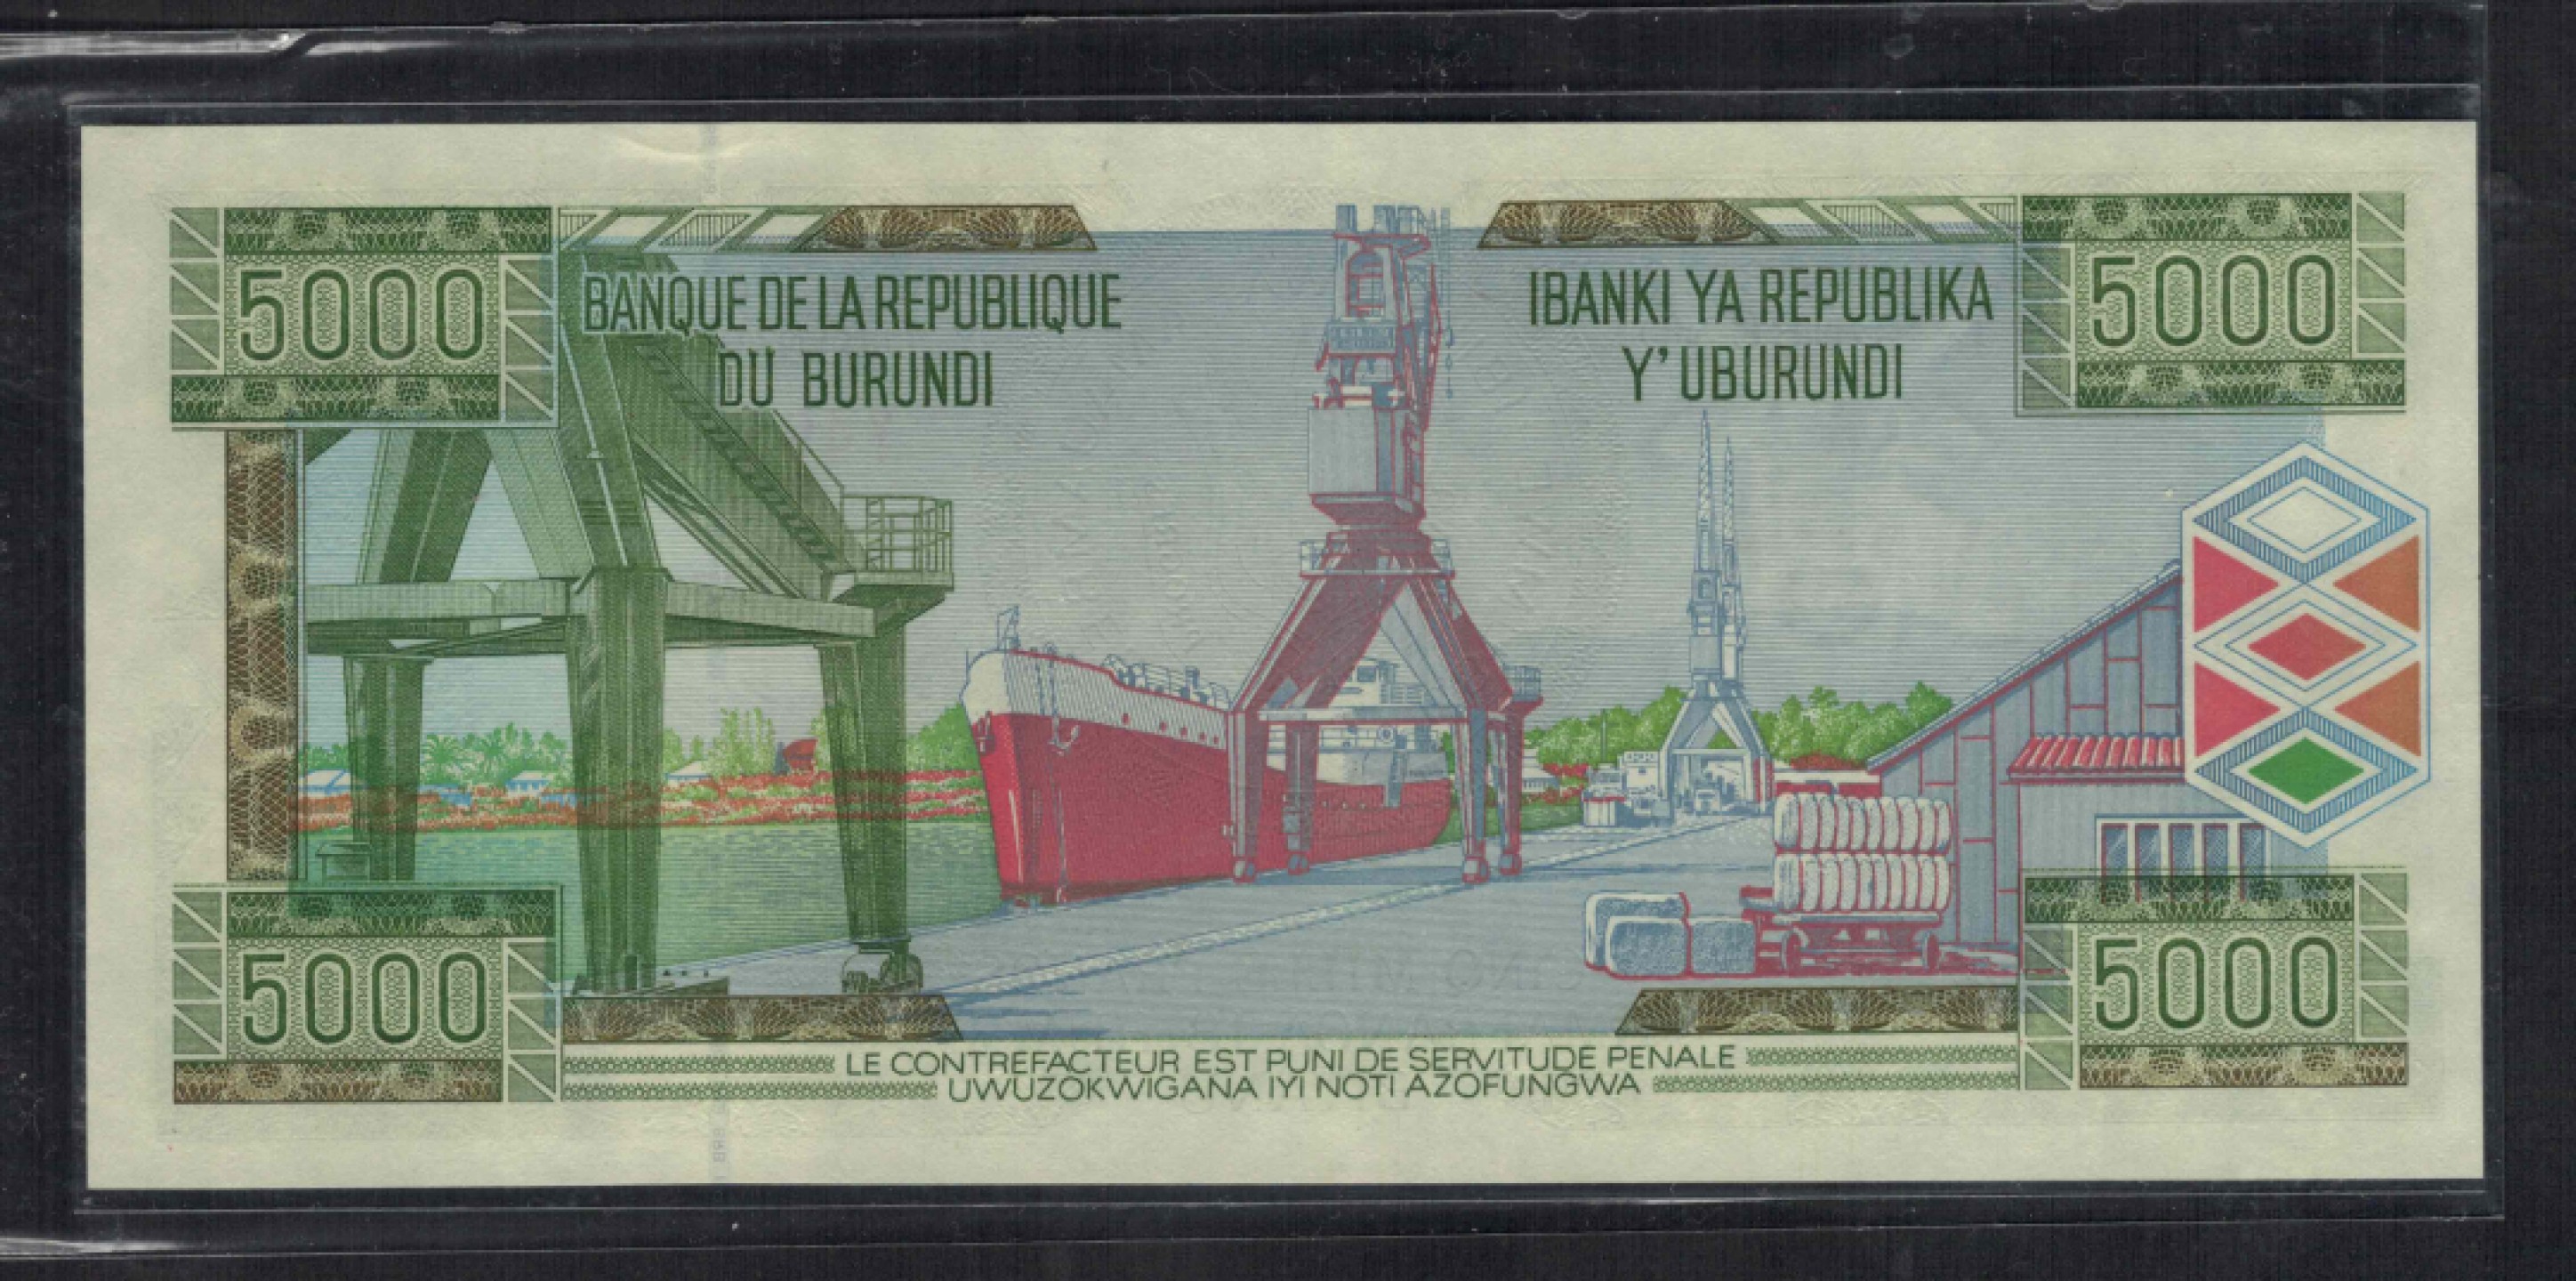 5000
5000
BANQUE DE LA REPUBLIQUE
DU BURUNDI
IBANKI YA REPUBLIKA
Y'UBURUNDI
5000
5000
LE CONTREFACTEUR EST PUNI DE SERVITUDE PENALE
UWUZOKWIGANA IYI NOTI AZOFUNGWA